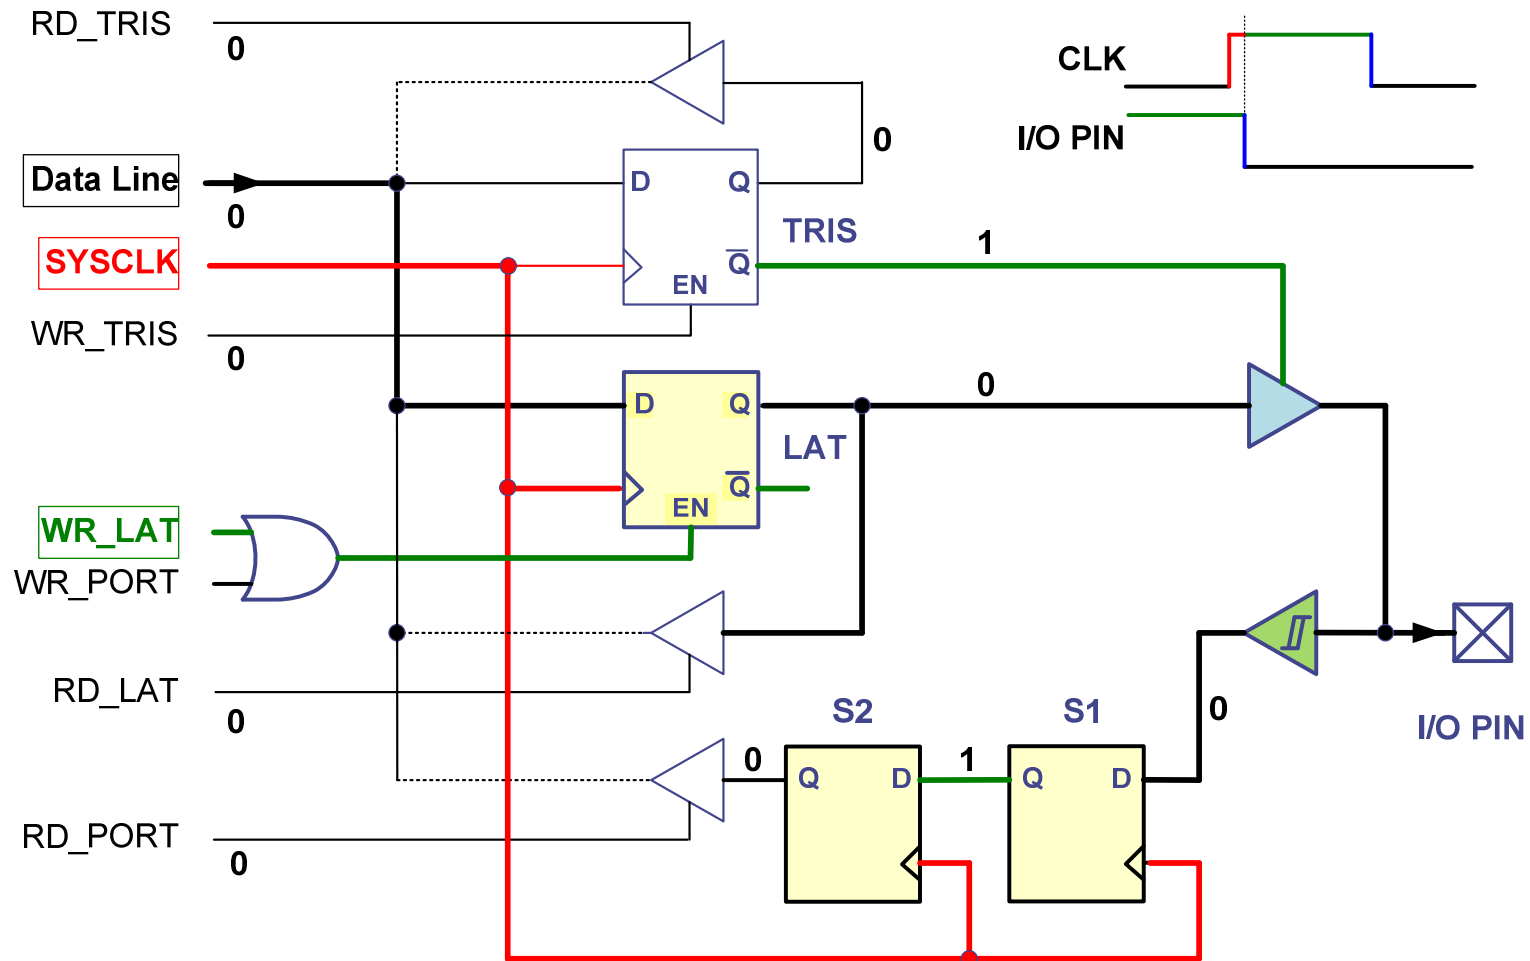 RD_TRIS
0
CLK
I/O PIN
0
Data Line
0
D
Q
TRIS
SYSCLK
Q
EN
1
WR_TRIS
0
D
Q
0
LAT
Q
EN
WR_LAT
WR_PORT
RD_LAT
0
S2
S1
0
I/O PIN
0
1
Q
D
Q
D
RD_PORT
0